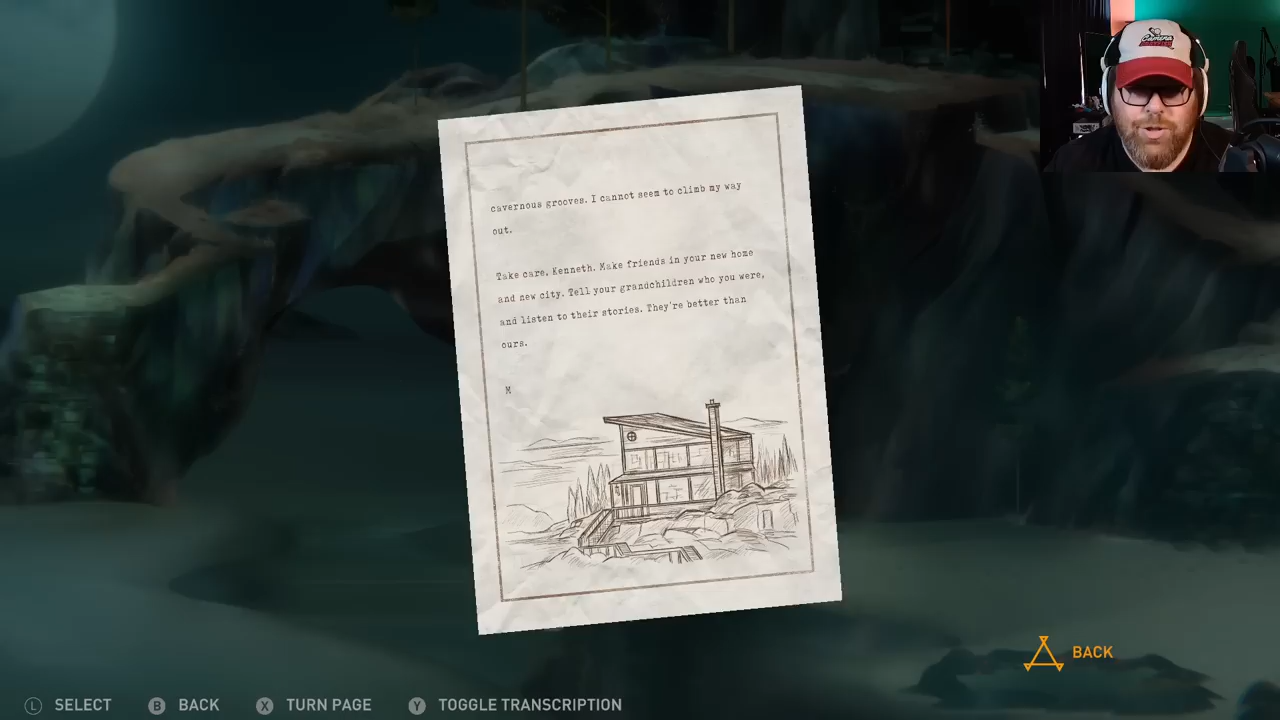 cavernous grooves. I cannot seem to climb my way
out.
Take care, Kenneth. Make friends in your new home
and new city. Tell your grandchildren who you were,
and listen to their stories. They're better than
ours.
M
BACK
L SELECT
B BACK
X TURN PAGE
Y TOGGLE TRANSCRIPTION